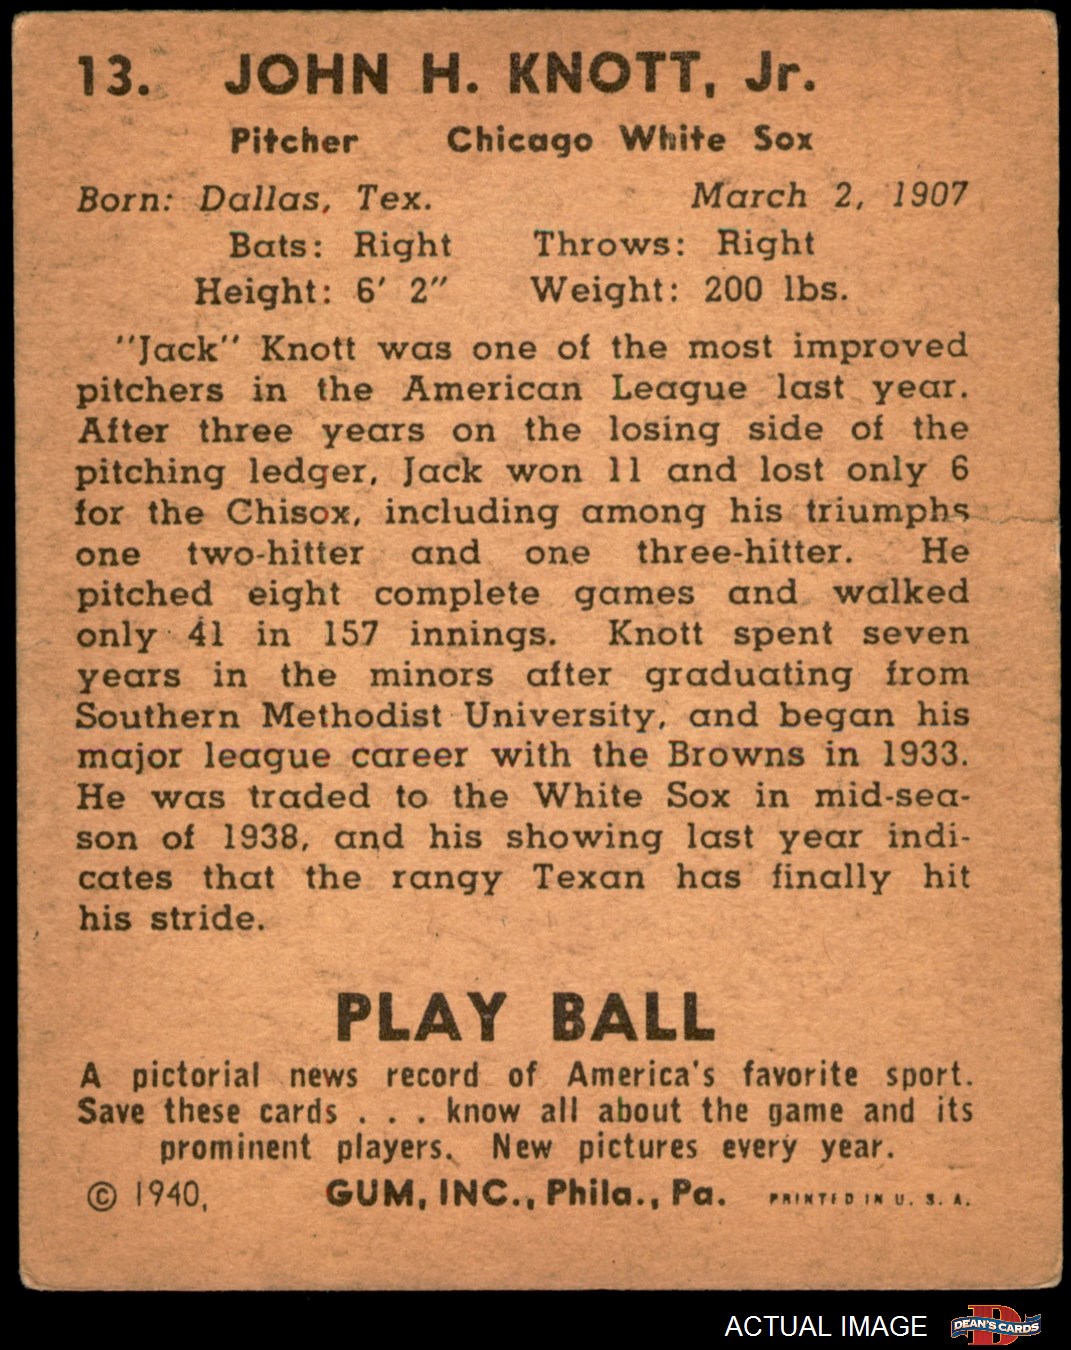 13. JOHN H. KNOTT, Jr.
Pitcher Chicago White Sox
Born: Dallas, Tex. March 2, 1907
Bats: Right Throws: Right
Height: 6' 2" Weight: 200 lbs.
"Jack" Knott was one of the most improved
pitchers in the American League last year.
After three years on the losing side of the
pitching ledger, Jack won 11 and lost only 6
for the Chisox, including among his triumphs
one two-hitter and one three-hitter. He
pitched eight complete games and walked
only 41 in 157 innings. Knott spent seven
years in the minors after graduating from
Southern Methodist University, and began his
major league career with the Browns in 1933.
He was traded to the White Sox in mid-sea-
son of 1938, and his showing last year indi-
cates that the rangy Texan has finally hit
his stride.
PLAY BALL
A pictorial news record of America's favorite sport.
Save these cards . . . know all about the game and its
prominent players. New pictures every year.
© 1940, GUM, INC., Phila., Pa. PRINTED IN U. S. A.
ACTUAL IMAGE DEAN'S CARDS